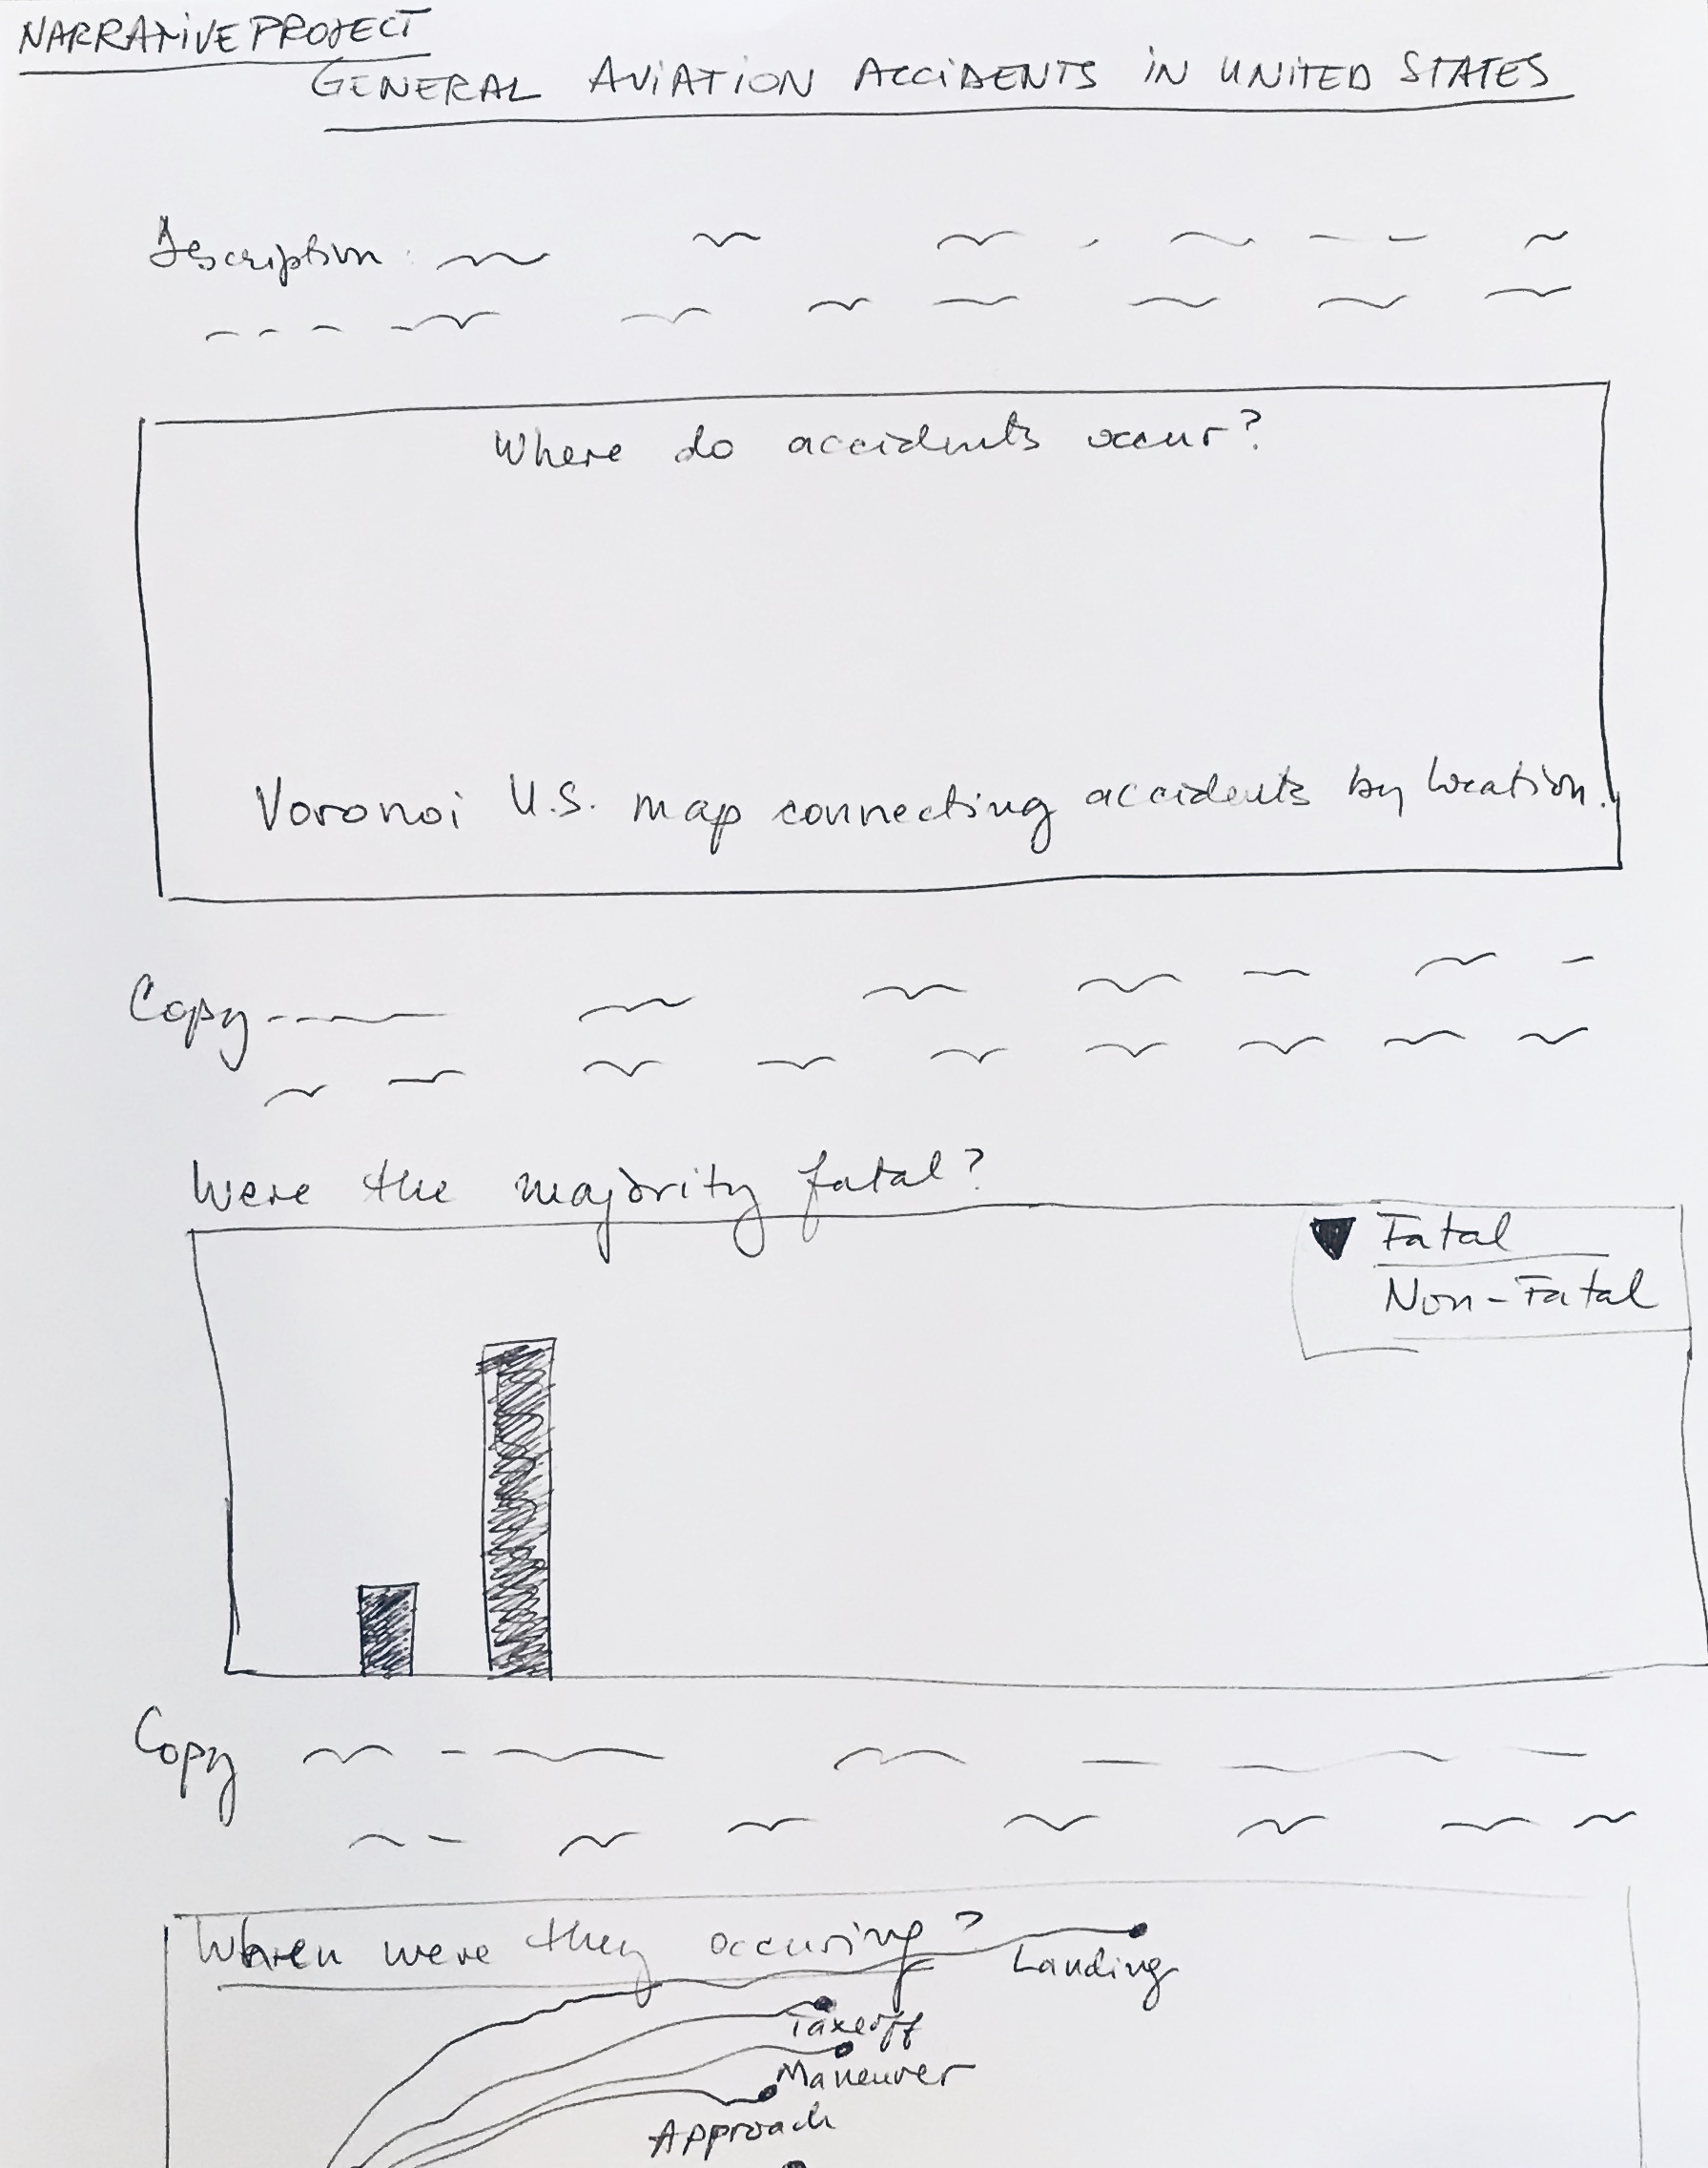 NARRATIVE PROJECT
GENERAL AVIATION ACCIDENTS IN UNITED STATES
Description:
Where do accidents occur?
Voronoi U.S. map connecting accidents by location.
Copy
Were the majority fatal?
Fatal
Non-Fatal
Copy
When were they occuring?
Landing
Takeoff
Maneuver
Approach